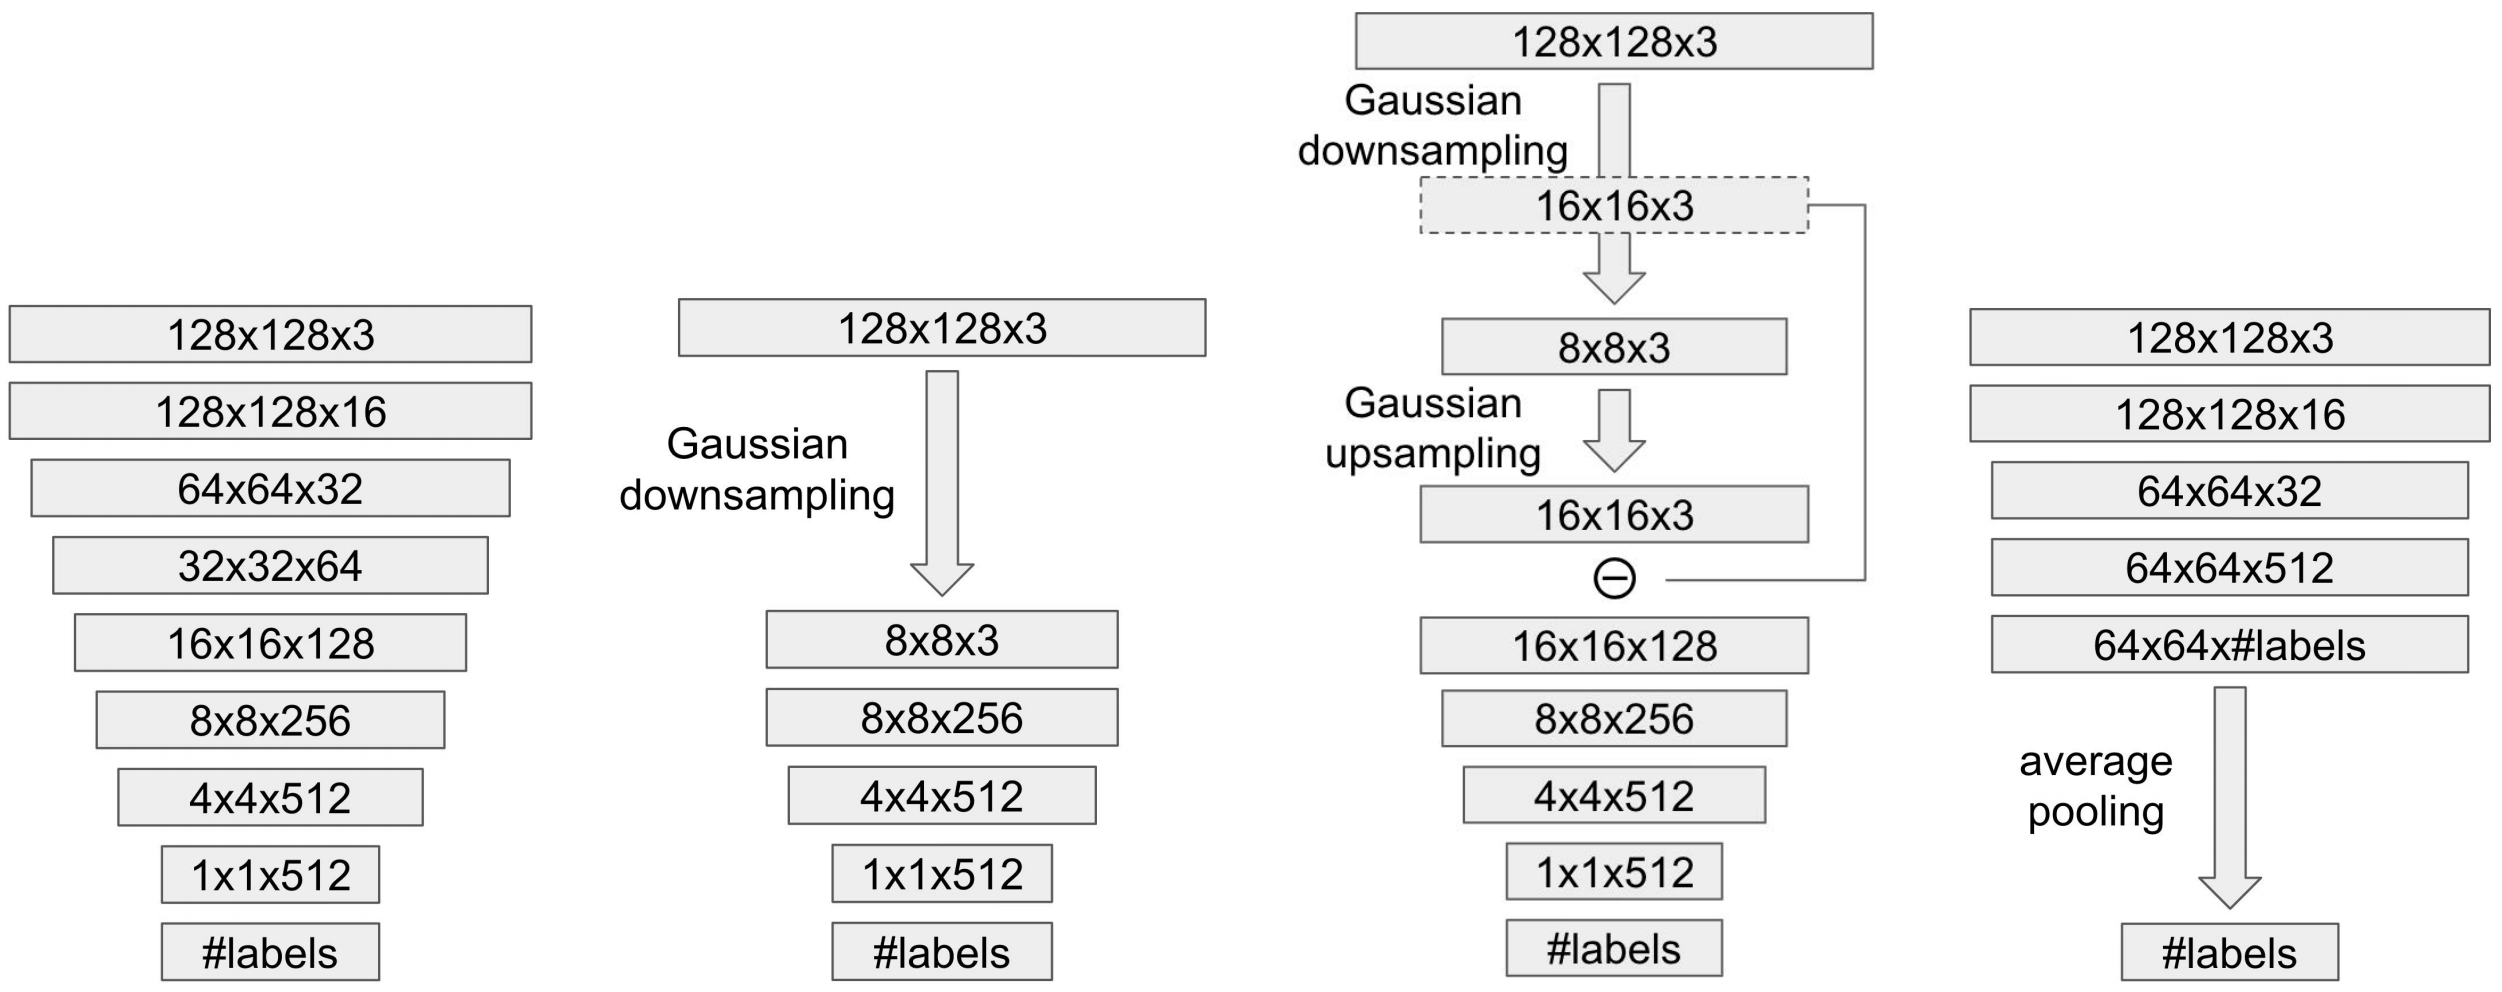 128x128x3
128x128x16
64x64x32
32x32x64
16x16x128
8x8x256
4x4x512
1x1x512
#labels
128x128x3
Gaussian
downsampling
8x8x3
8x8x256
4x4x512
1x1x512
#labels
128x128x3
Gaussian
downsampling
16x16x3
8x8x3
Gaussian
upsampling
16x16x3
16x16x128
8x8x256
4x4x512
1x1x512
#labels
128x128x3
128x128x16
64x64x32
64x64x512
64x64x#labels
average
pooling
#labels